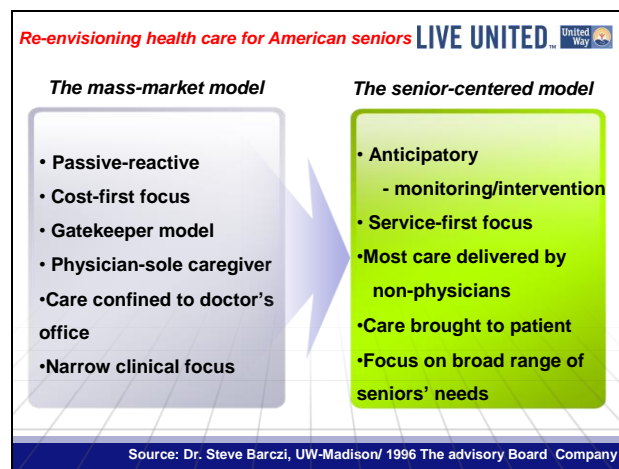 Re-envisioning health care for American seniors LIVE UNITED™ United Way
The mass-market model
• Passive-reactive
• Cost-first focus
• Gatekeeper model
• Physician-sole caregiver
•Care confined to doctor's
office
•Narrow clinical focus
The senior-centered model
• Anticipatory
- monitoring/intervention
• Service-first focus
•Most care delivered by
non-physicians
•Care brought to patient
•Focus on broad range of
seniors' needs
Source: Dr. Steve Barczi, UW-Madison/ 1996 The advisory Board Company